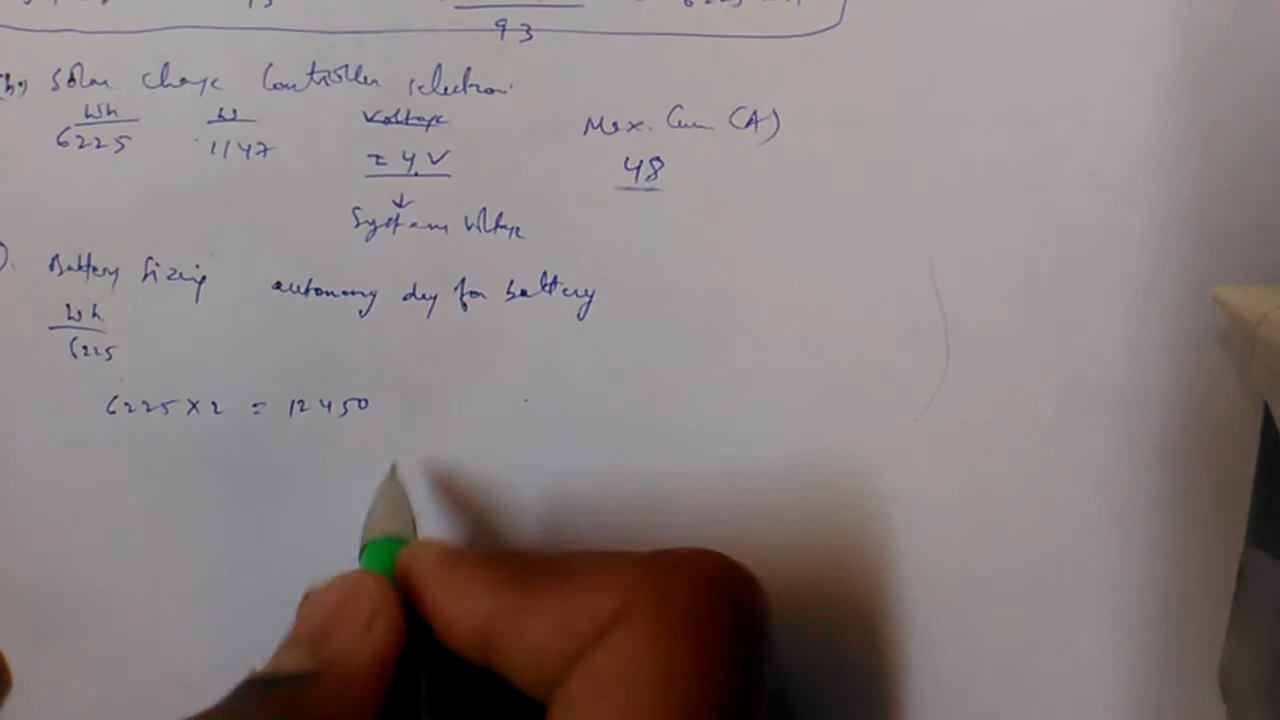 93
(b) Solar Charge Controller selection
Wh W Voltage Max. Curr (A)
6225 1147 24 V 48
System Voltage
). Battery Sizing autonomy day for battery
Wh
6225
6225 X 2 = 12450